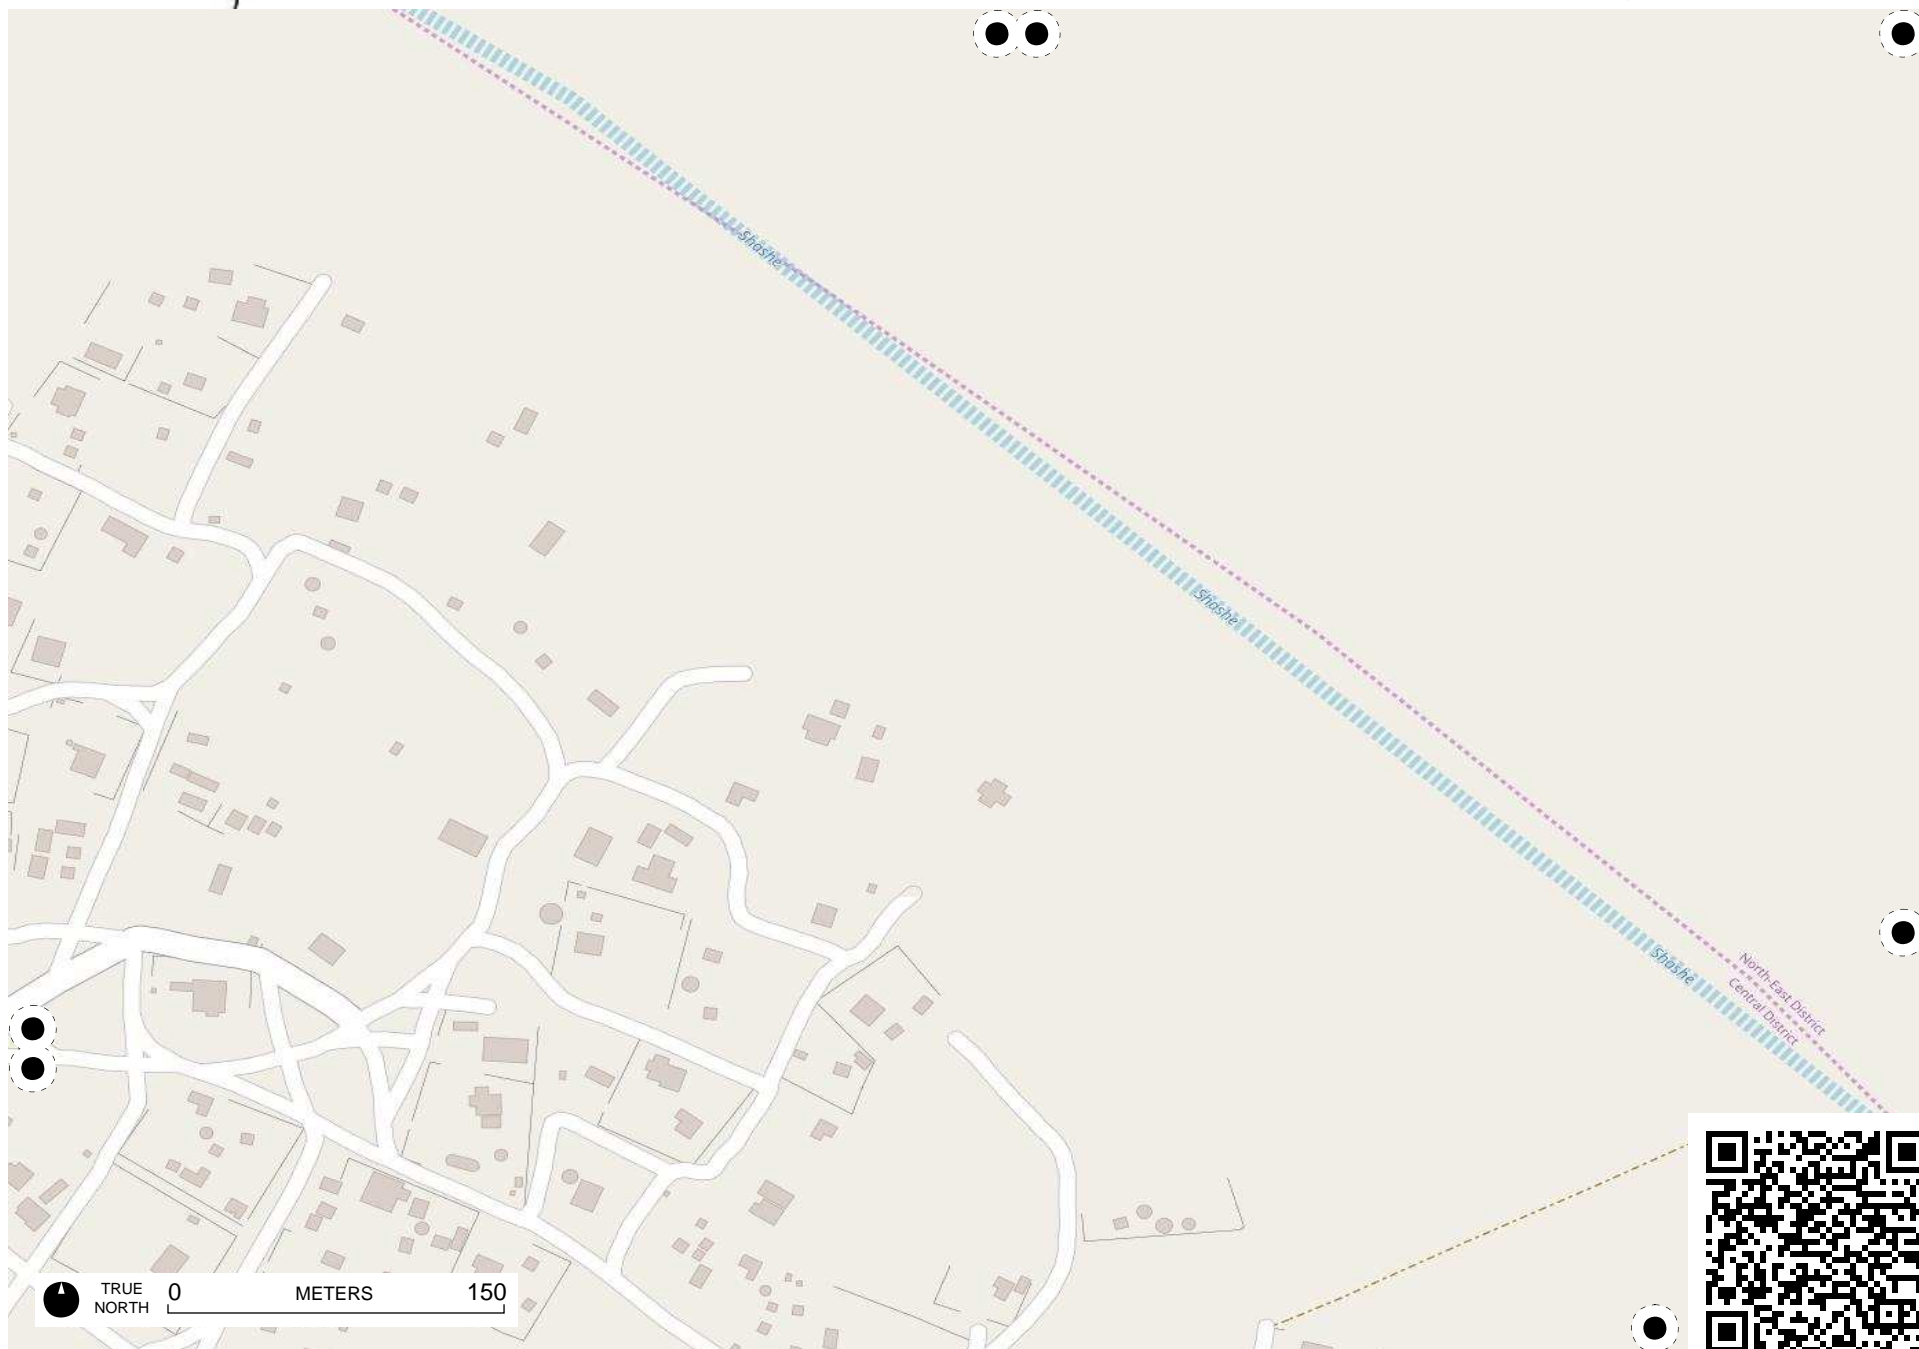 Shashe
Shashe
Shashe
North-East District
Central District
TRUE
NORTH
0 METERS 150